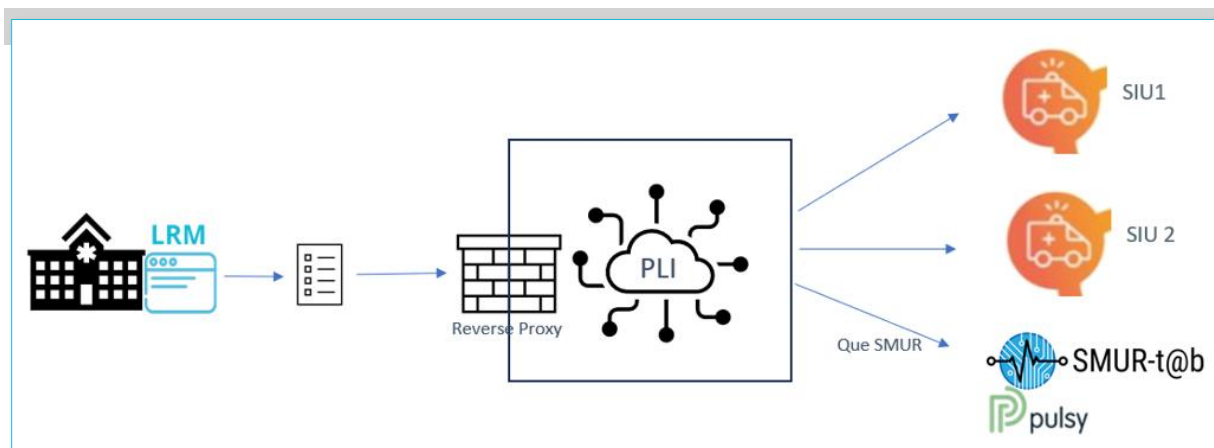 LRM
Reverse Proxy
PLI
Que SMUR
SIU1
SIU 2
SMUR-t@b
pulsy